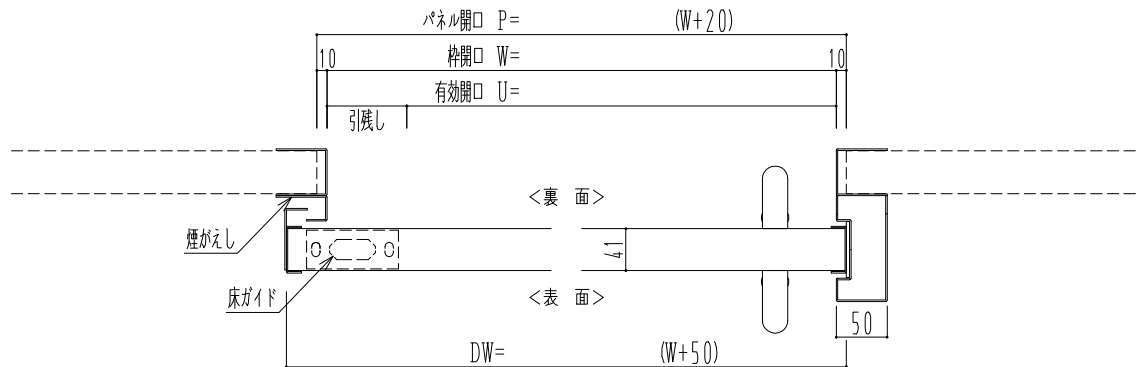 パネル開口 P= (W+20)
10 枠開口 W= 10
有効開口 U=
引残し
<裏 面>
煙がえし
41
床ガイド
<表 面>
50
DW= (W+50)